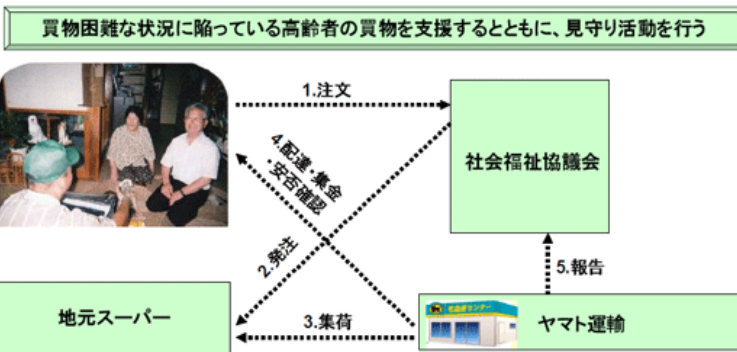 買物困難な状況に陥っている高齢者の買物を支援するとともに、見守り活動を行う
1.注文
社会福祉協議会
4.配達・集金
・安否確認
2.発注
5.報告
地元スーパー
3.集荷
ヤマト運輸